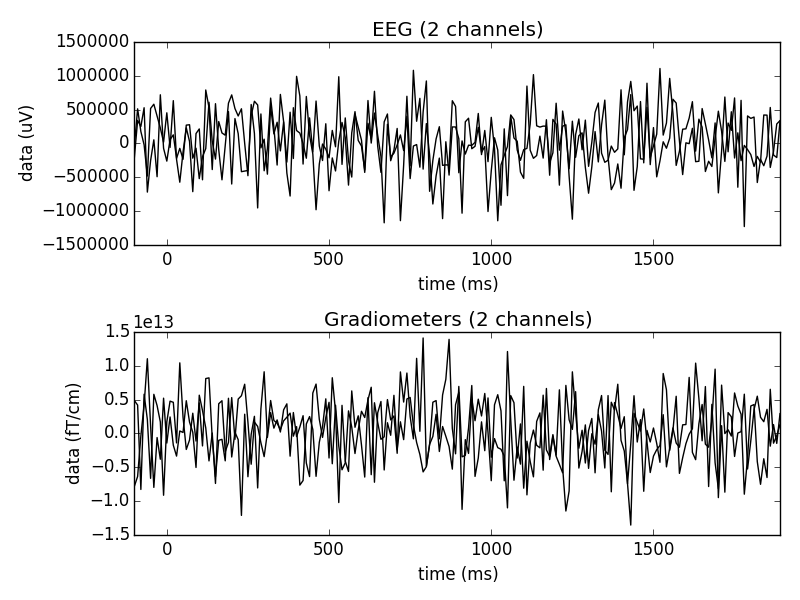 EEG (2 channels)
1500000
1000000
500000
0
−500000
−1000000
−1500000
data (uV)
0 500 1000 1500
time (ms)
Gradiometers (2 channels)
1e13
1.5
1.0
0.5
0.0
−0.5
−1.0
−1.5
data (fT/cm)
0 500 1000 1500
time (ms)